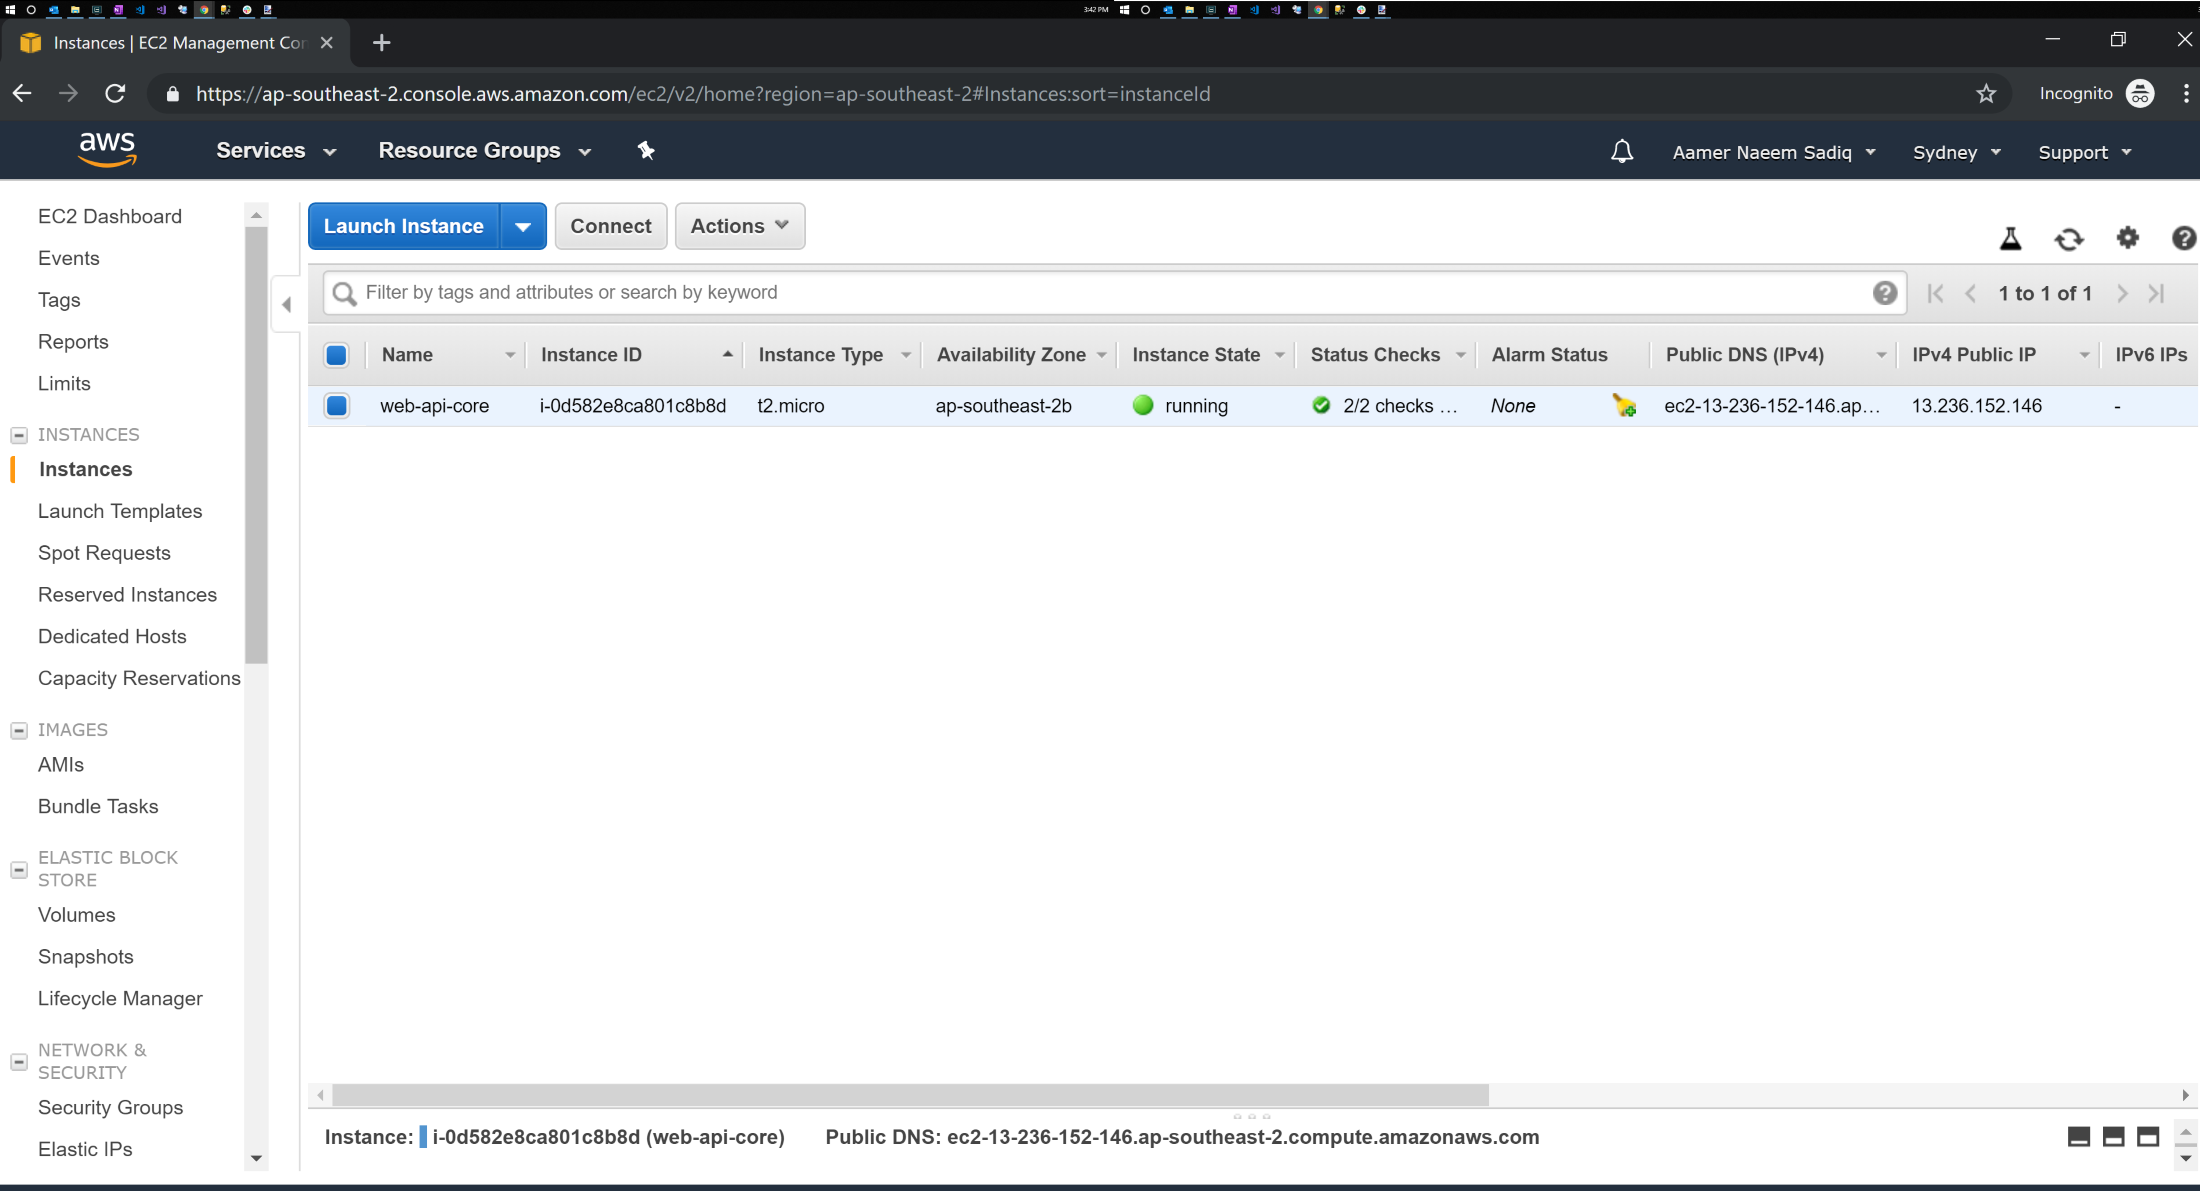 3:42 PM
Instances | EC2 Management Con
https://ap-southeast-2.console.aws.amazon.com/ec2/v2/home?region=ap-southeast-2#Instances:sort=instanceId
Incognito
aws
Services
Resource Groups
Aamer Naeem Sadiq
Sydney
Support
EC2 Dashboard
Events
Tags
Reports
Limits
INSTANCES
Instances
Launch Templates
Spot Requests
Reserved Instances
Dedicated Hosts
Capacity Reservations
IMAGES
AMIs
Bundle Tasks
ELASTIC BLOCK
STORE
Volumes
Snapshots
Lifecycle Manager
NETWORK &
SECURITY
Security Groups
Elastic IPs
Launch Instance
Connect
Actions
Filter by tags and attributes or search by keyword
1 to 1 of 1
Name Instance ID Instance Type Availability Zone Instance State Status Checks Alarm Status Public DNS (IPv4) IPv4 Public IP IPv6 IPs
web-api-core i-0d582e8ca801c8b8d t2.micro ap-southeast-2b running 2/2 checks ... None ec2-13-236-152-146.ap... 13.236.152.146 -
Instance: i-0d582e8ca801c8b8d (web-api-core) Public DNS: ec2-13-236-152-146.ap-southeast-2.compute.amazonaws.com